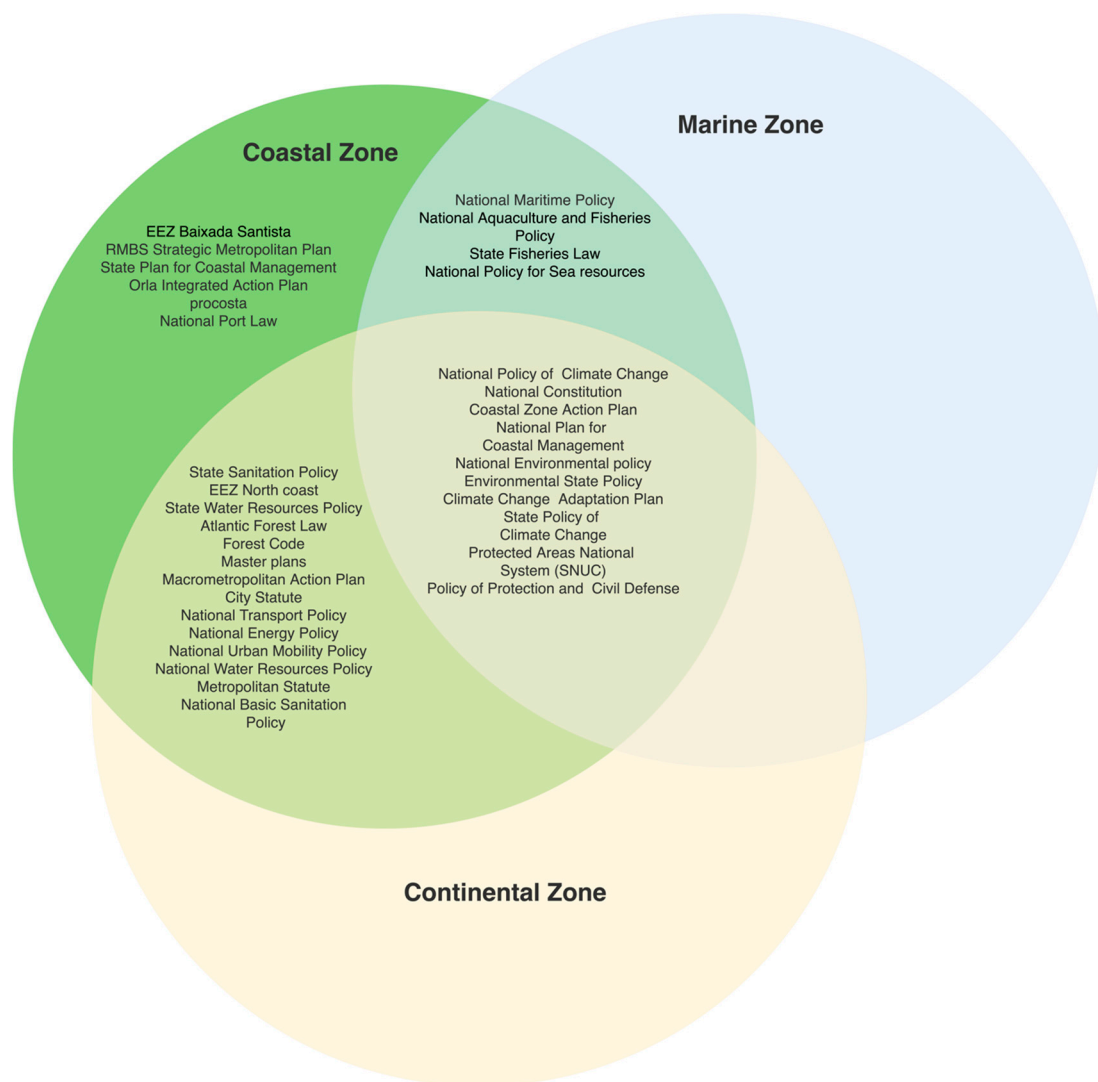 Marine Zone
Coastal Zone
National Maritime Policy
National Aquaculture and Fisheries
Policy
State Fisheries Law
National Policy for Sea resources
EEZ Baixada Santista
RMBS Strategic Metropolitan Plan
State Plan for Coastal Management
Orla Integrated Action Plan
procosta
National Port Law
National Policy of Climate Change
National Constitution
Coastal Zone Action Plan
National Plan for
Coastal Management
National Environmental policy
Environmental State Policy
Climate Change Adaptation Plan
State Policy of
Climate Change
Protected Areas National
System (SNUC)
Policy of Protection and Civil Defense
State Sanitation Policy
EEZ North coast
State Water Resources Policy
Atlantic Forest Law
Forest Code
Master plans
Macrometropolitan Action Plan
City Statute
National Transport Policy
National Energy Policy
National Urban Mobility Policy
National Water Resources Policy
Metropolitan Statute
National Basic Sanitation
Policy
Continental Zone